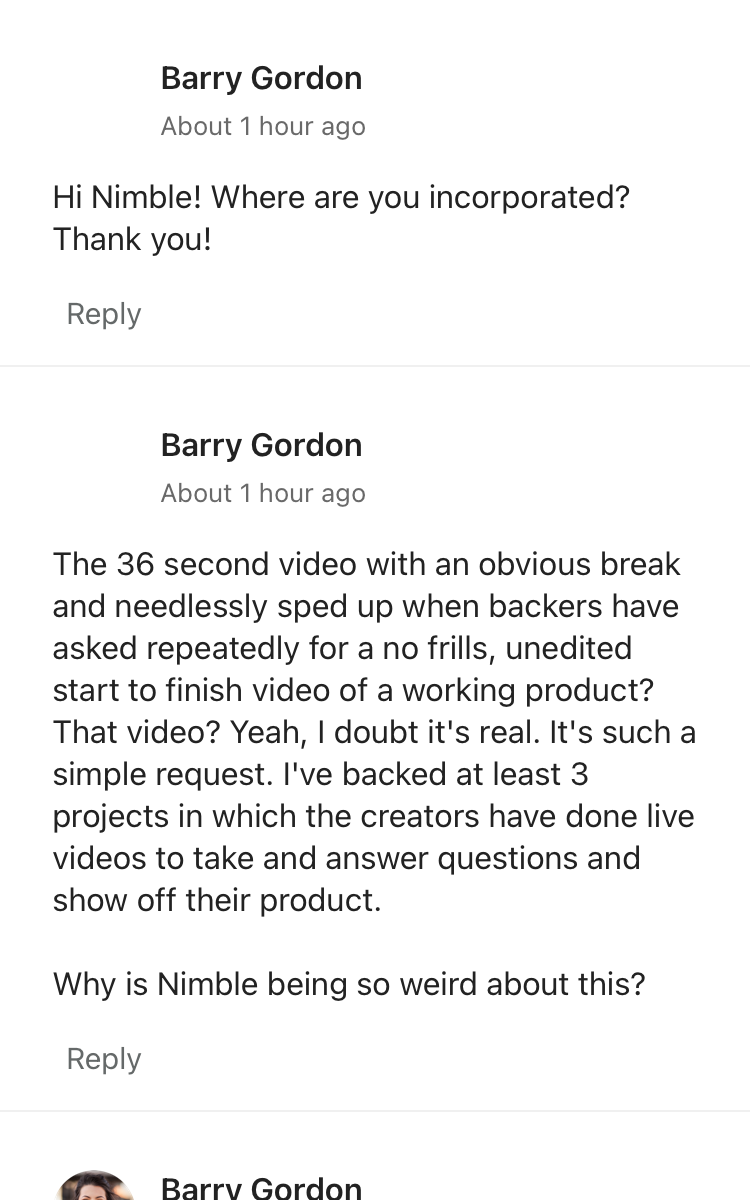 Barry Gordon
About 1 hour ago
Hi Nimble! Where are you incorporated?
Thank you!
Reply
Barry Gordon
About 1 hour ago
The 36 second video with an obvious break
and needlessly sped up when backers have
asked repeatedly for a no frills, unedited
start to finish video of a working product?
That video? Yeah, I doubt it's real. It's such a
simple request. I've backed at least 3
projects in which the creators have done live
videos to take and answer questions and
show off their product.
Why is Nimble being so weird about this?
Reply
Barry Gordon